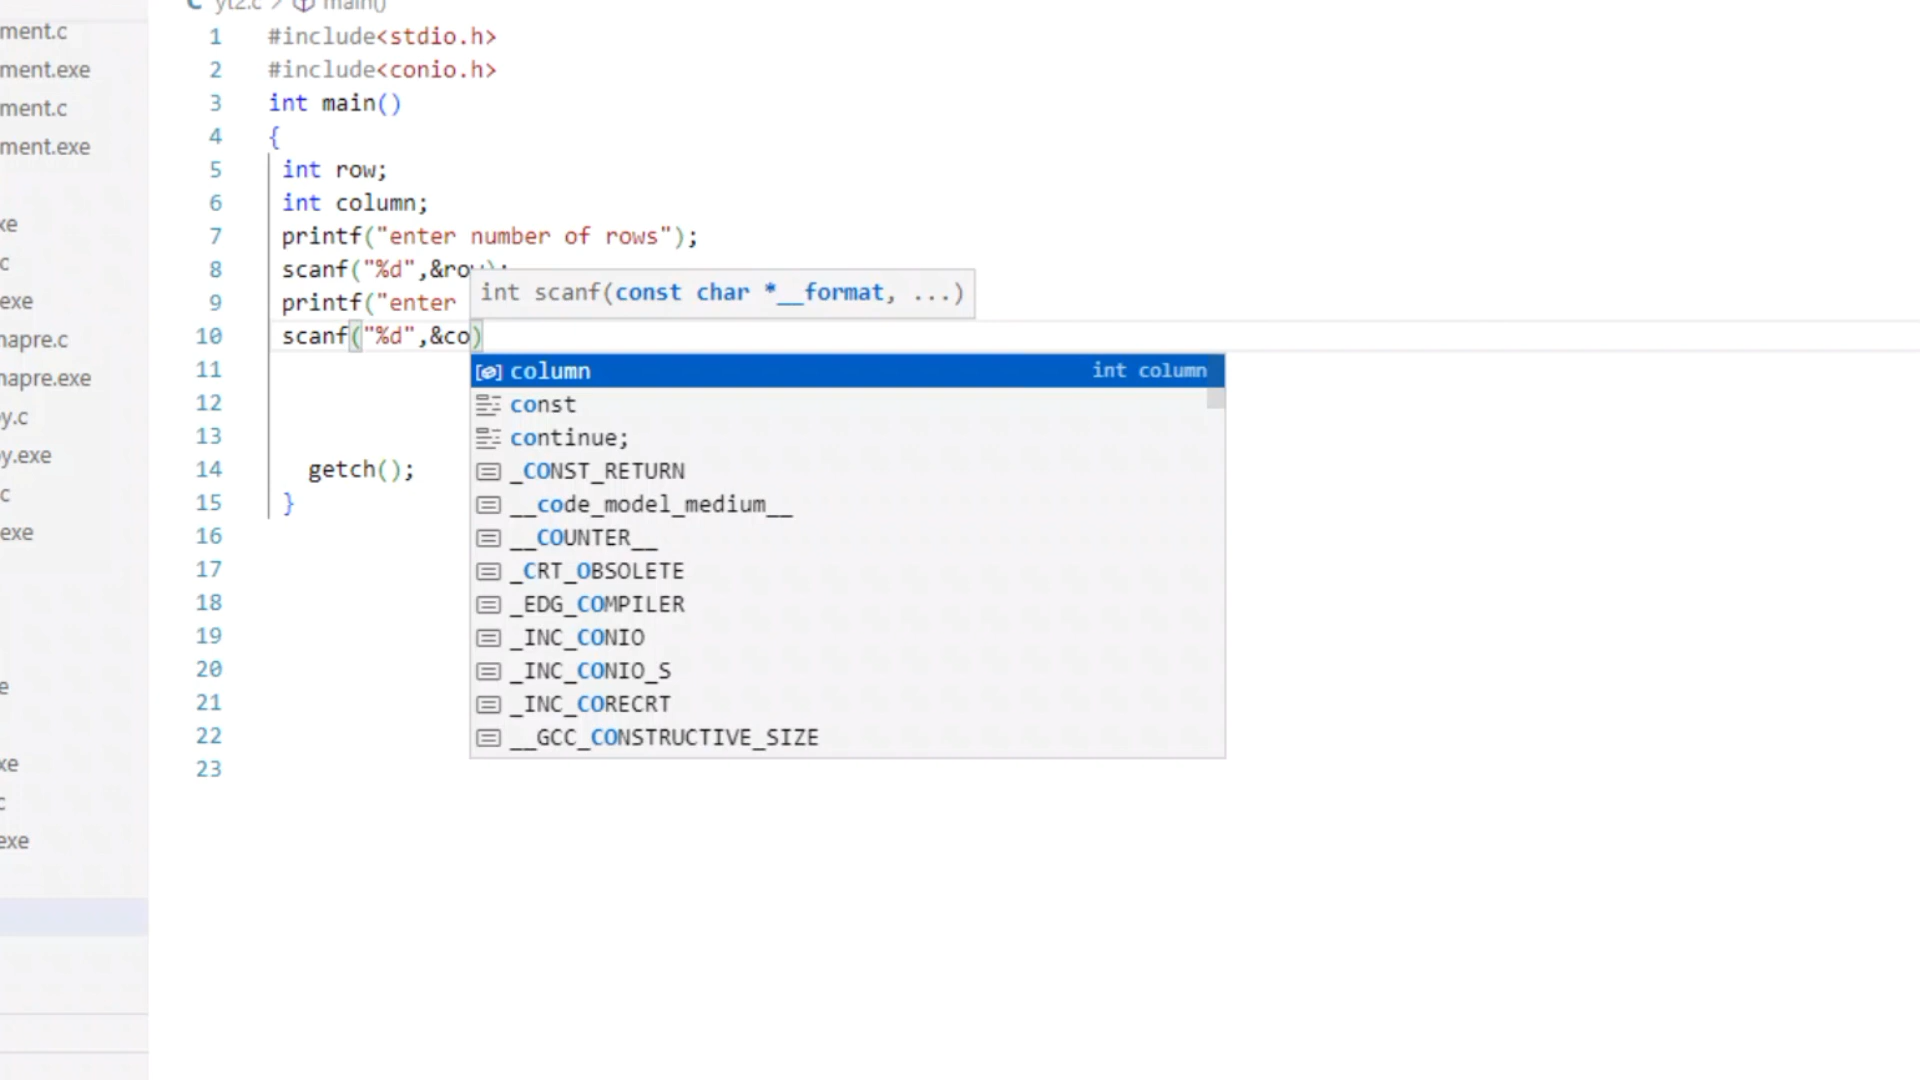 yt2.c > main()
ment.c
ment.exe
ment.c
ment.exe
xe
c
exe
napre.c
napre.exe
y.c
y.exe
c
exe
e
xe
c
exe
1 #include<stdio.h>
2 #include<conio.h>
3 int main()
4 {
5 int row;
6 int column;
7 printf("enter number of rows");
8 scanf("%d",&row);
9 printf("enter
int scanf(const char *__format, ...)
10 scanf("%d",&co)
11
12
13
14 getch();
15 }
16
17
18
19
20
21
22
23
column int column
const
continue;
_CONST_RETURN
__code_model_medium__
__COUNTER__
_CRT_OBSOLETE
_EDG_COMPILER
_INC_CONIO
_INC_CONIO_S
_INC_CORECRT
__GCC_CONSTRUCTIVE_SIZE